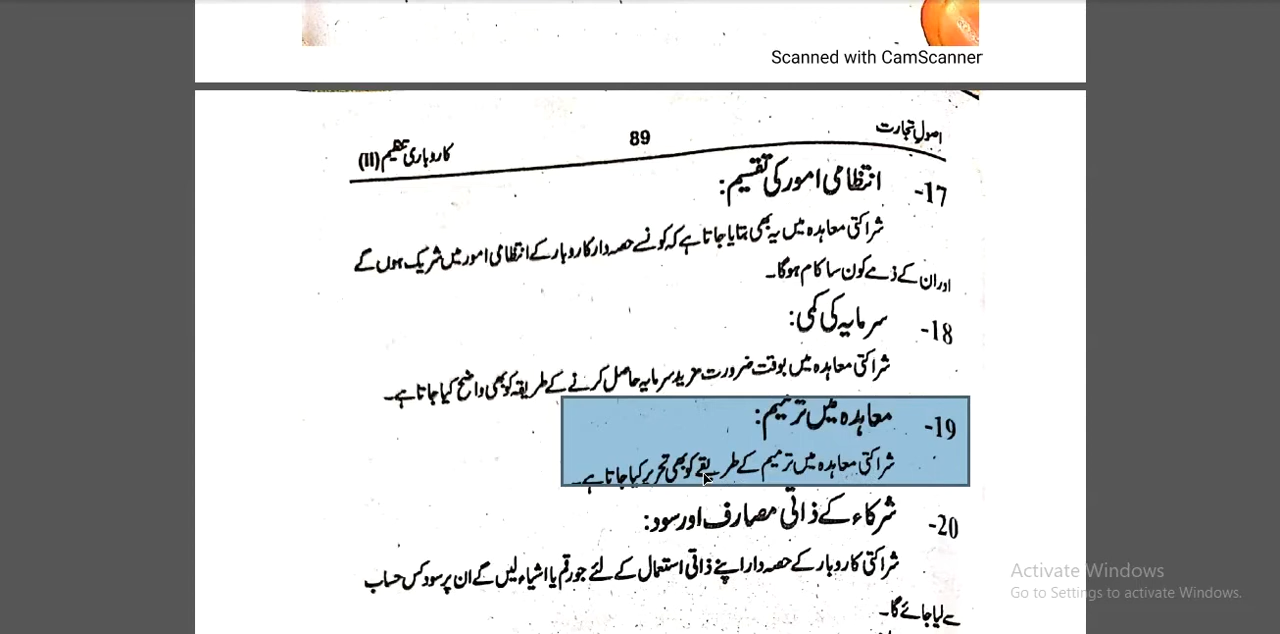 Scanned with CamScanner
اصول تجارت 89 کاروباری تنظیم (II)
17- انتظامی امور کی تقسیم:
شراکتی معاہدہ میں یہ بھی بتایا جاتا ہے کہ کونسے حصہ دار کاروبار کے انتظامی امور میں شریک ہوں گے
اور ان کے ذمے کون سا کام ہوگا۔
18- سرمایہ کی کمی:
شراکتی معاہدہ میں بوقت ضرورت مزید سرمایہ حاصل کرنے کے طریقہ کو بھی واضح کیا جاتا ہے۔
19- معاہدہ میں ترمیم:
شراکتی معاہدہ میں ترمیم کے طریقے کو بھی تحریر کیا جاتا ہے۔
20- شرکاء کے ذاتی مصارف اور سود:
شراکتی کاروبار کے حصہ دار اپنے ذاتی استعمال کے لئے جو رقم یا اشیاء لیں گے ان پر سود کس حساب
سے لیا جائے گا۔
Activate Windows
Go to Settings to activate Windows.